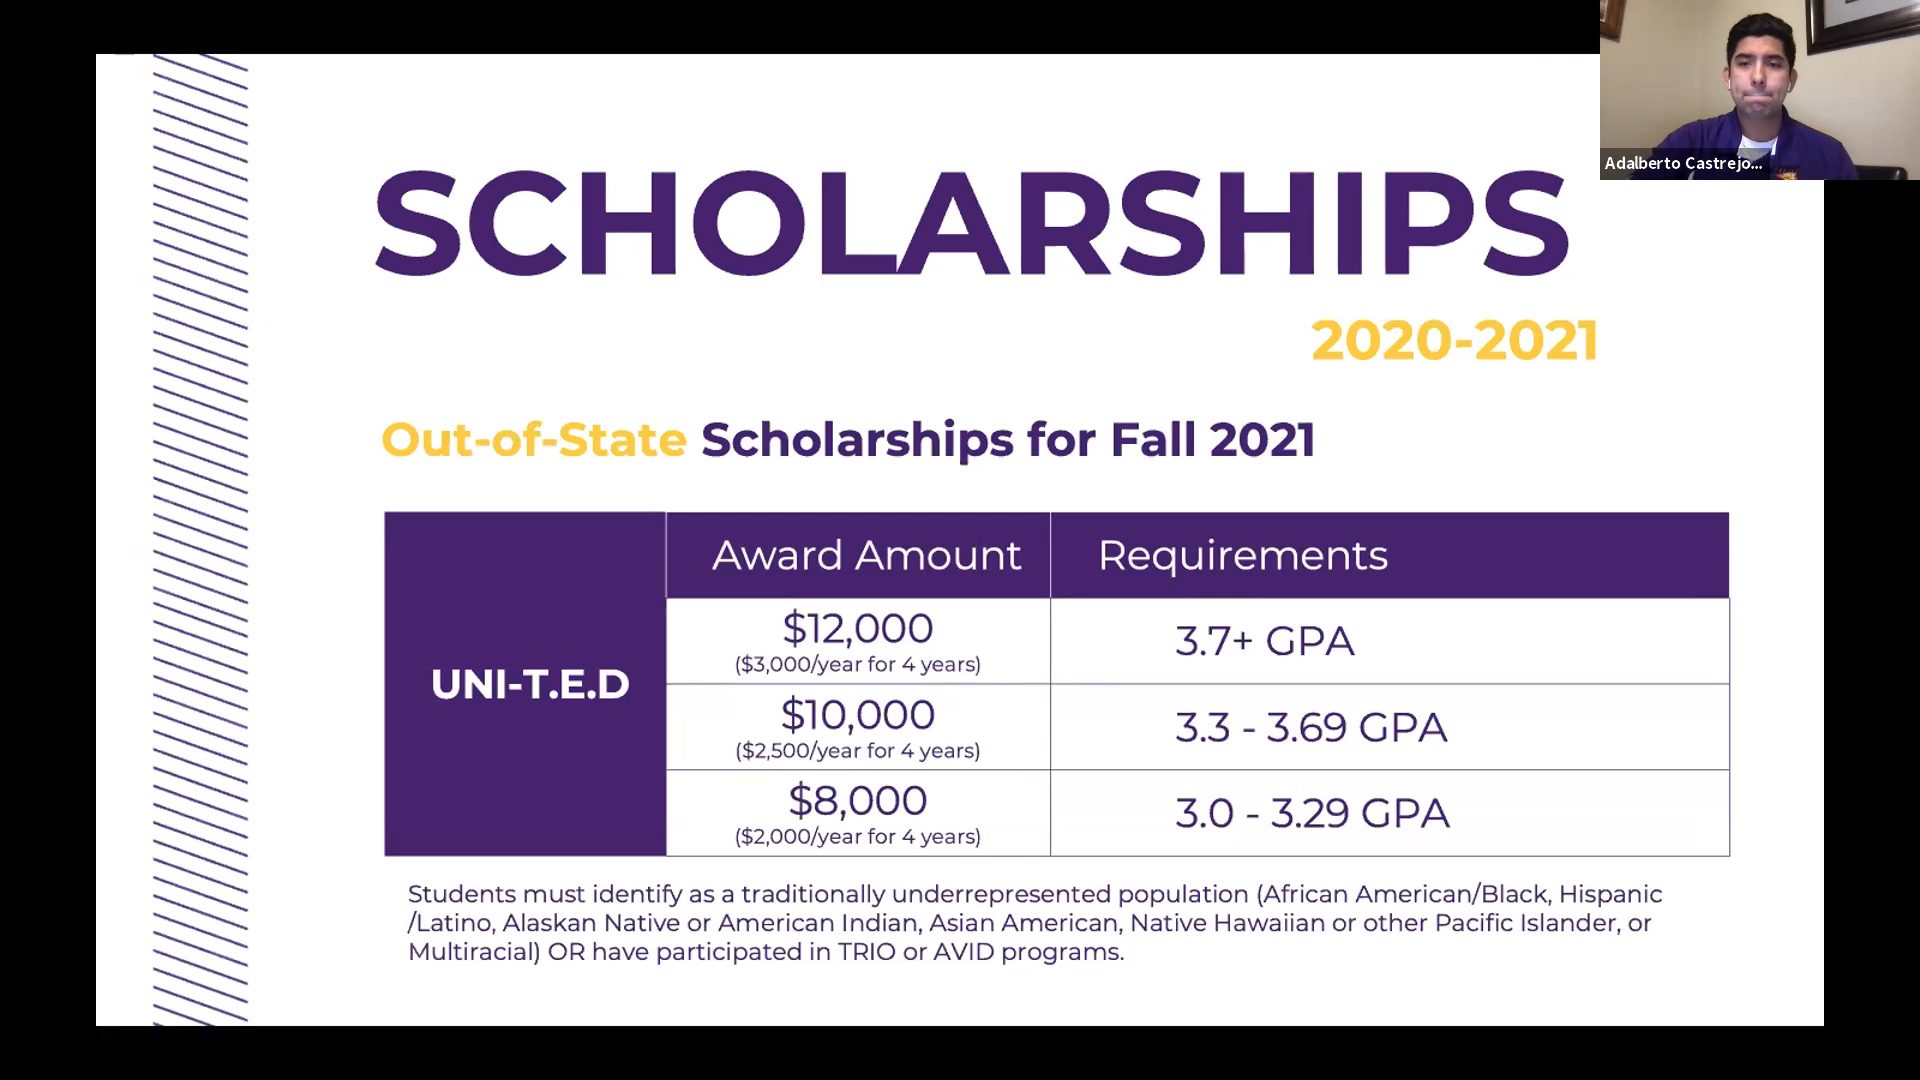 Adalberto Castrejo...
SCHOLARSHIPS
2020-2021
Out-of-State Scholarships for Fall 2021
Award Amount
Requirements
UNI-T.E.D
$12,000
($3,000/year for 4 years)
3.7+ GPA
$10,000
($2,500/year for 4 years)
3.3 - 3.69 GPA
$8,000
($2,000/year for 4 years)
3.0 - 3.29 GPA
Students must identify as a traditionally underrepresented population (African American/Black, Hispanic
/Latino, Alaskan Native or American Indian, Asian American, Native Hawaiian or other Pacific Islander, or
Multiracial) OR have participated in TRIO or AVID programs.